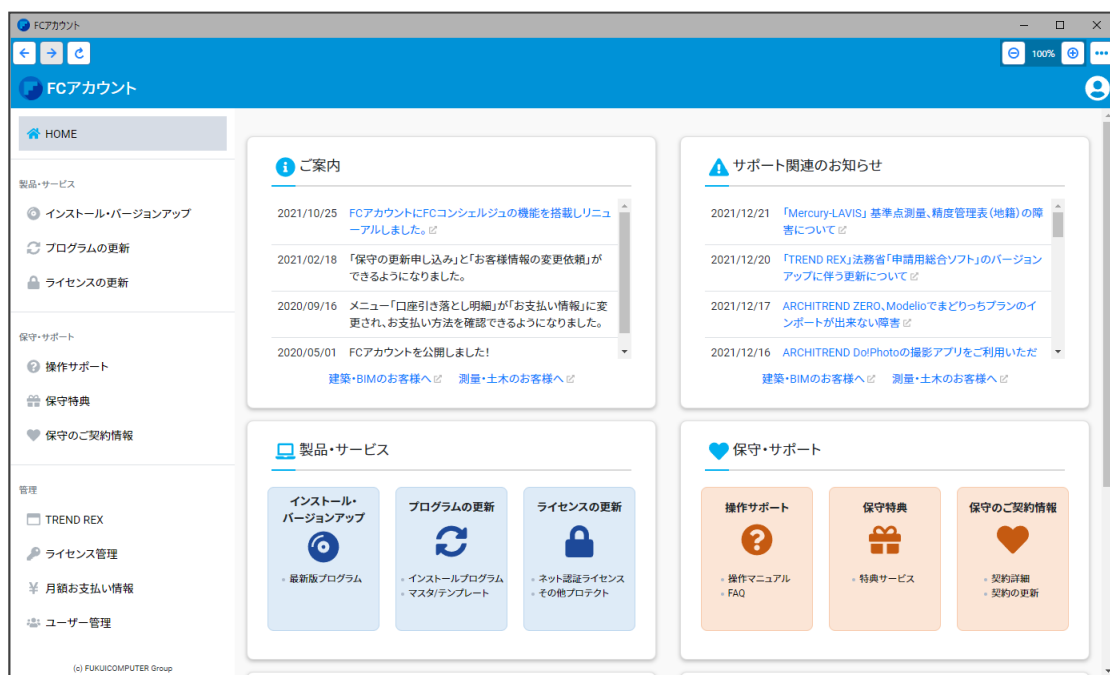 FCアカウント
100%
FCアカウント
HOME
製品・サービス
インストール・バージョンアップ
プログラムの更新
ライセンスの更新
保守・サポート
操作サポート
保守特典
保守のご契約情報
管理
TREND REX
ライセンス管理
月額お支払い情報
ユーザー管理
(c) FUKUICOMPUTER Group
ご案内
2021/10/25 FCアカウントにFCコンシェルジュの機能を搭載しリニュ
ーアルしました。
2021/02/18 「保守の更新申し込み」と「お客様情報の変更依頼」が
できるようになりました。
2020/09/16 メニュー「口座引き落とし明細」が「お支払い情報」に変
更され、お支払い方法を確認できるようになりました。
2020/05/01 FCアカウントを公開しました!
建築・BIMのお客様へ 測量・土木のお客様へ
サポート関連のお知らせ
2021/12/21 「Mercury-LAVIS」 基準点測量、精度管理表(地籍)の障
害について
2021/12/20 「TREND REX」法務省「申請用総合ソフト」のバージョン
アップに伴う更新について
2021/12/17 ARCHITREND ZERO、Modelioでまどりっちプランのイ
ンポートが出来ない障害
2021/12/16 ARCHITREND Do!Photoの撮影アプリをご利用いただ
建築・BIMのお客様へ 測量・土木のお客様へ
製品・サービス
インストール・
バージョンアップ
最新版プログラム
プログラムの更新
インストールプログラム
マスタ/テンプレート
ライセンスの更新
ネット認証ライセンス
その他プロテクト
保守・サポート
操作サポート
操作マニュアル
FAQ
保守特典
特典サービス
保守のご契約情報
契約詳細
契約の更新